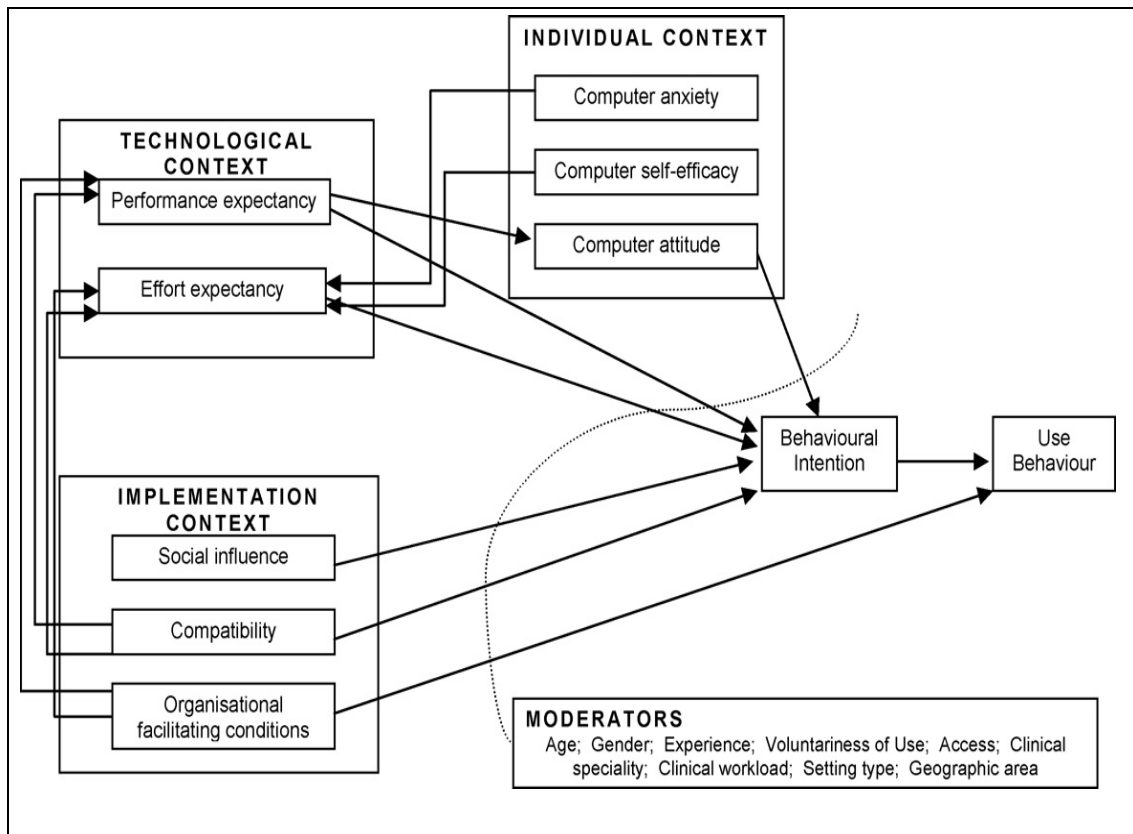 INDIVIDUAL CONTEXT
Computer anxiety
Computer self-efficacy
Computer attitude
TECHNOLOGICAL
CONTEXT
Performance expectancy
Effort expectancy
Behavioural
Intention
Use
Behaviour
IMPLEMENTATION
CONTEXT
Social influence
Compatibility
Organisational
facilitating conditions
MODERATORS
Age; Gender; Experience; Voluntariness of Use; Access; Clinical
speciality; Clinical workload; Setting type; Geographic area